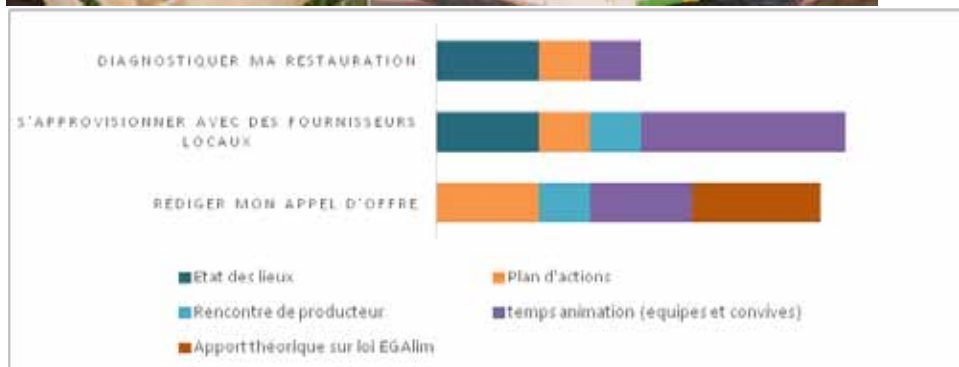 DIAGNOSTIQUER MA RESTAURATION
S'APPROVISIONNER AVEC DES FOURNISSEURS
LOCAUX
RÉDIGER MON APPEL D'OFFRE
Etat des lieux
Plan d'actions
Rencontre de producteur
temps animation (equipes et convives)
Apport théorique sur loi EGAlim